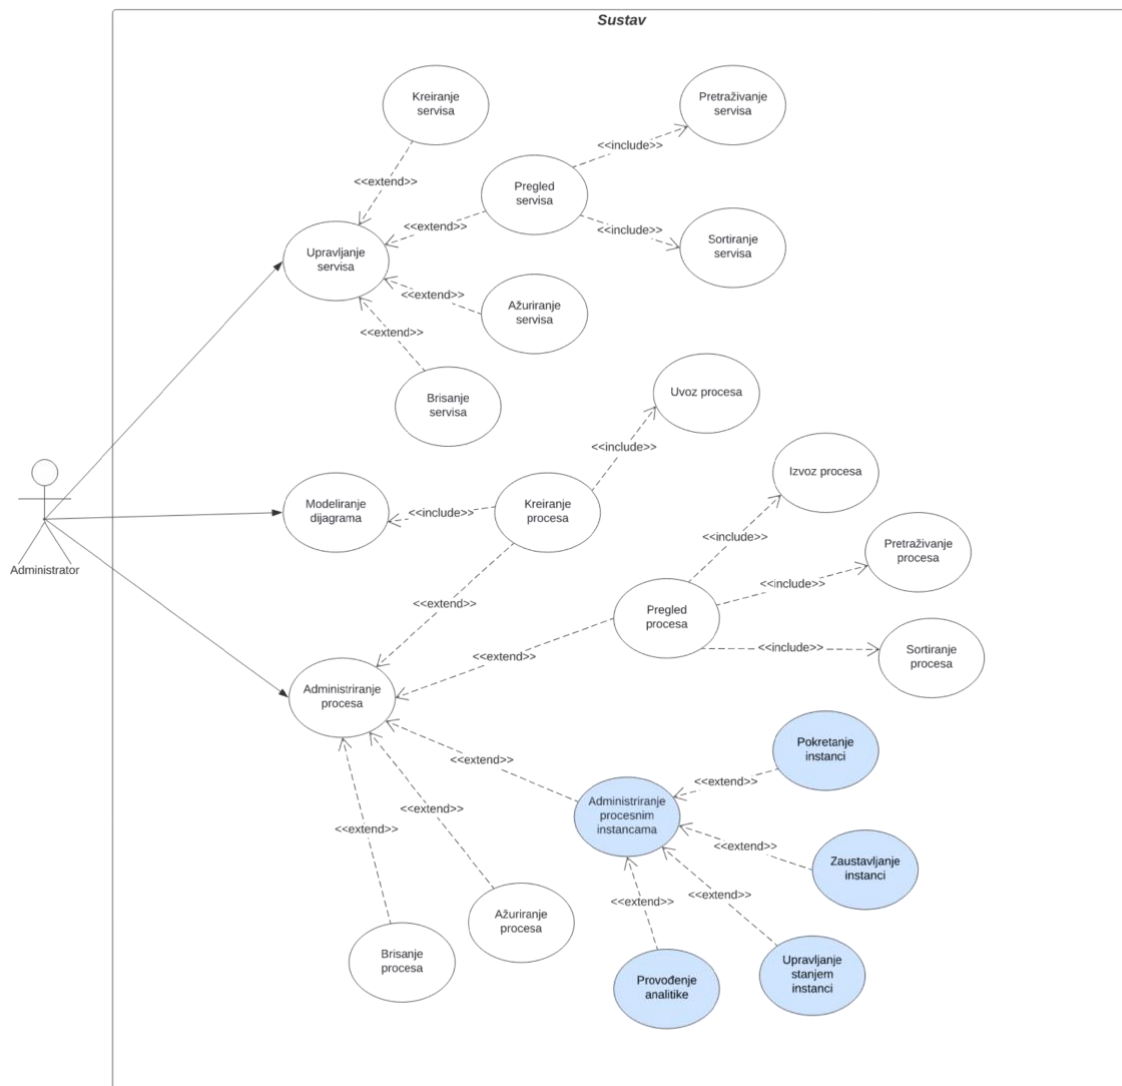 Sustav
Kreiranje
servisa
Pretraživanje
servisa
<<include>>
<<extend>>
Pregled
servisa
<<extend>>
<<include>>
Sortiranje
servisa
Upravljanje
servisa
<<extend>>
Ažuriranje
servisa
<<extend>>
Brisanje
servisa
Uvoz procesa
<<include>>
Izvoz procesa
Modeliranje
dijagrama
<<include>>
Kreiranje
procesa
<<include>>
Pretraživanje
procesa
Administrator
<<include>>
<<extend>>
Pregled
procesa
<<include>>
Sortiranje
procesa
<<extend>>
Administriranje
procesa
Pokretanje
instanci
<<extend>>
<<extend>>
Administriranje
procesnim
instancama
<<extend>>
<<extend>>
<<extend>>
Zaustavljanje
instanci
<<extend>>
<<extend>>
Ažuriranje
procesa
Brisanje
procesa
Provođenje
analitike
Upravljanje
stanjem
instanci